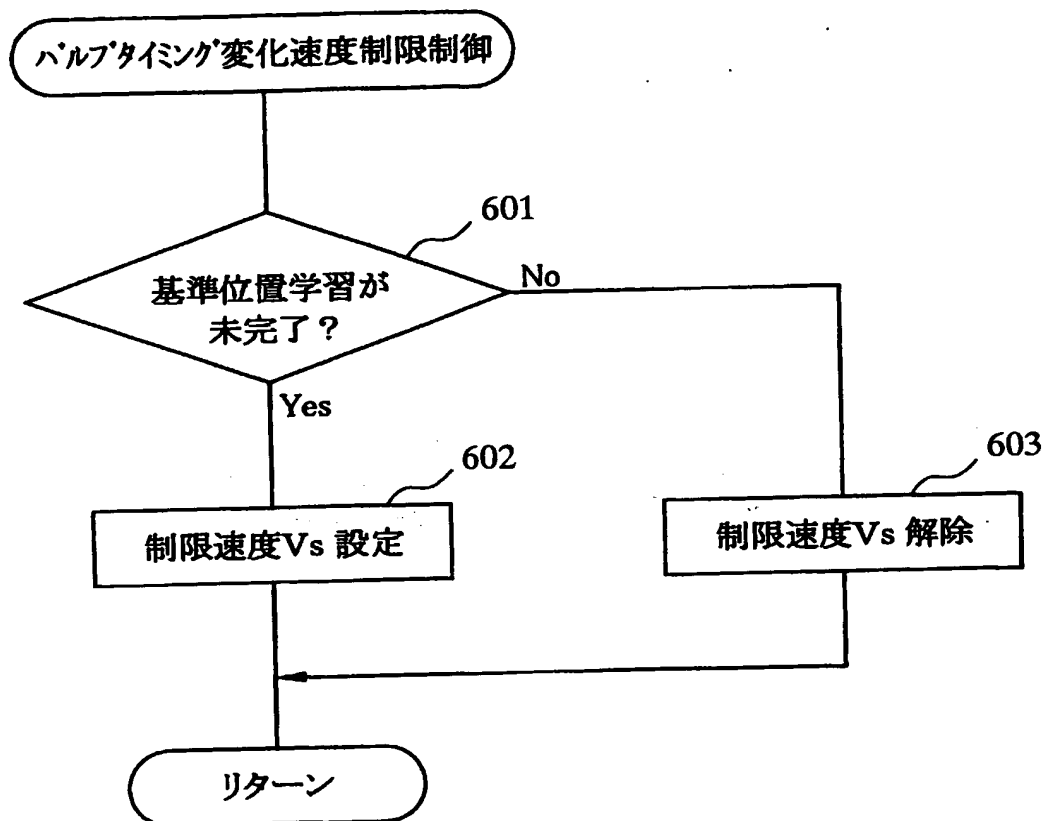 バルブタイミング変化速度制限制御
601
基準位置学習が
未完了？
No
Yes
602
制限速度Vs 設定
603
制限速度Vs 解除
リターン